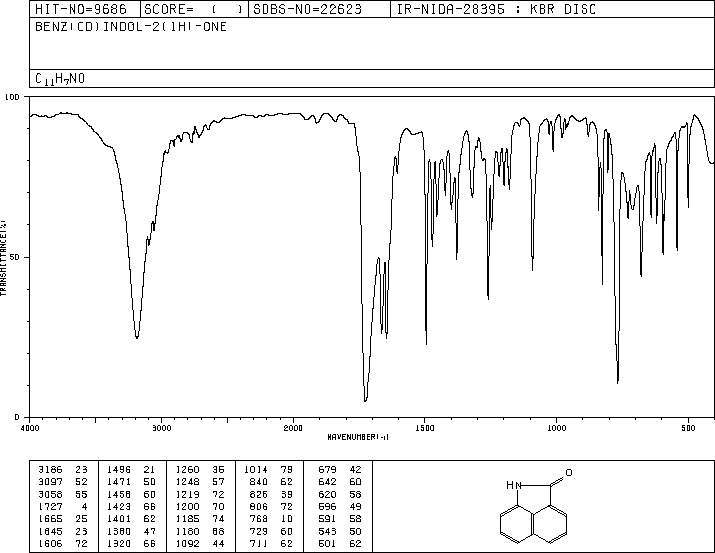 HIT-NO=9686 SCORE= ( ) SDBS-NO=22623 IR-NIDA-28395 : KBR DISC
BENZ(CD)INDOL-2(1H)-ONE
C11H7NO
100
50
0
TRANSMITTANCE(%)
4000 3000 2000 1500 1000 500
WAVENUMBER(-1)
3186 23 1496 21 1260 35 1014 79 679 42
3097 52 1471 50 1248 57 840 62 642 60
3058 55 1458 60 1219 72 826 39 620 58
1727 4 1423 66 1200 70 806 72 596 49
1665 25 1401 62 1185 74 768 10 591 58
1645 23 1380 47 1180 68 729 60 543 50
1606 72 1320 66 1092 44 711 62 501 62
HN O